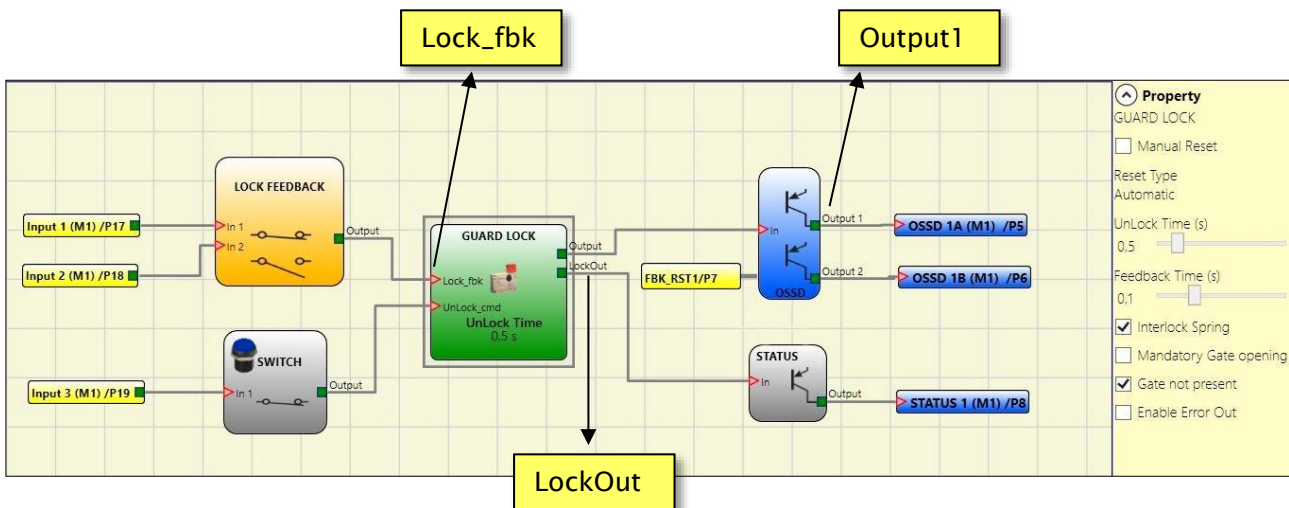 Lock_fbk
Output1
LOCK FEEDBACK
Input 1 (M1) /P17
In 1
Output
In 2
Input 2 (M1) /P18
SWITCH
Input 3 (M1) /P19
In 1
Output
GUARD LOCK
Output
LockOut
Lock_fbk
UnLock_cmd
UnLock Time
0,5 s
In
Output 1
OSSD 1A (M1) /P5
FBK_RST1/P7
Output 2
OSSD 1B (M1) /P6
OSSD
STATUS
In
Output
STATUS 1 (M1) /P8
LockOut
Property
GUARD LOCK
Manual Reset
Reset Type
Automatic
UnLock Time (s)
0,5
Feedback Time (s)
0,1
Interlock Spring
Mandatory Gate opening
Gate not present
Enable Error Out